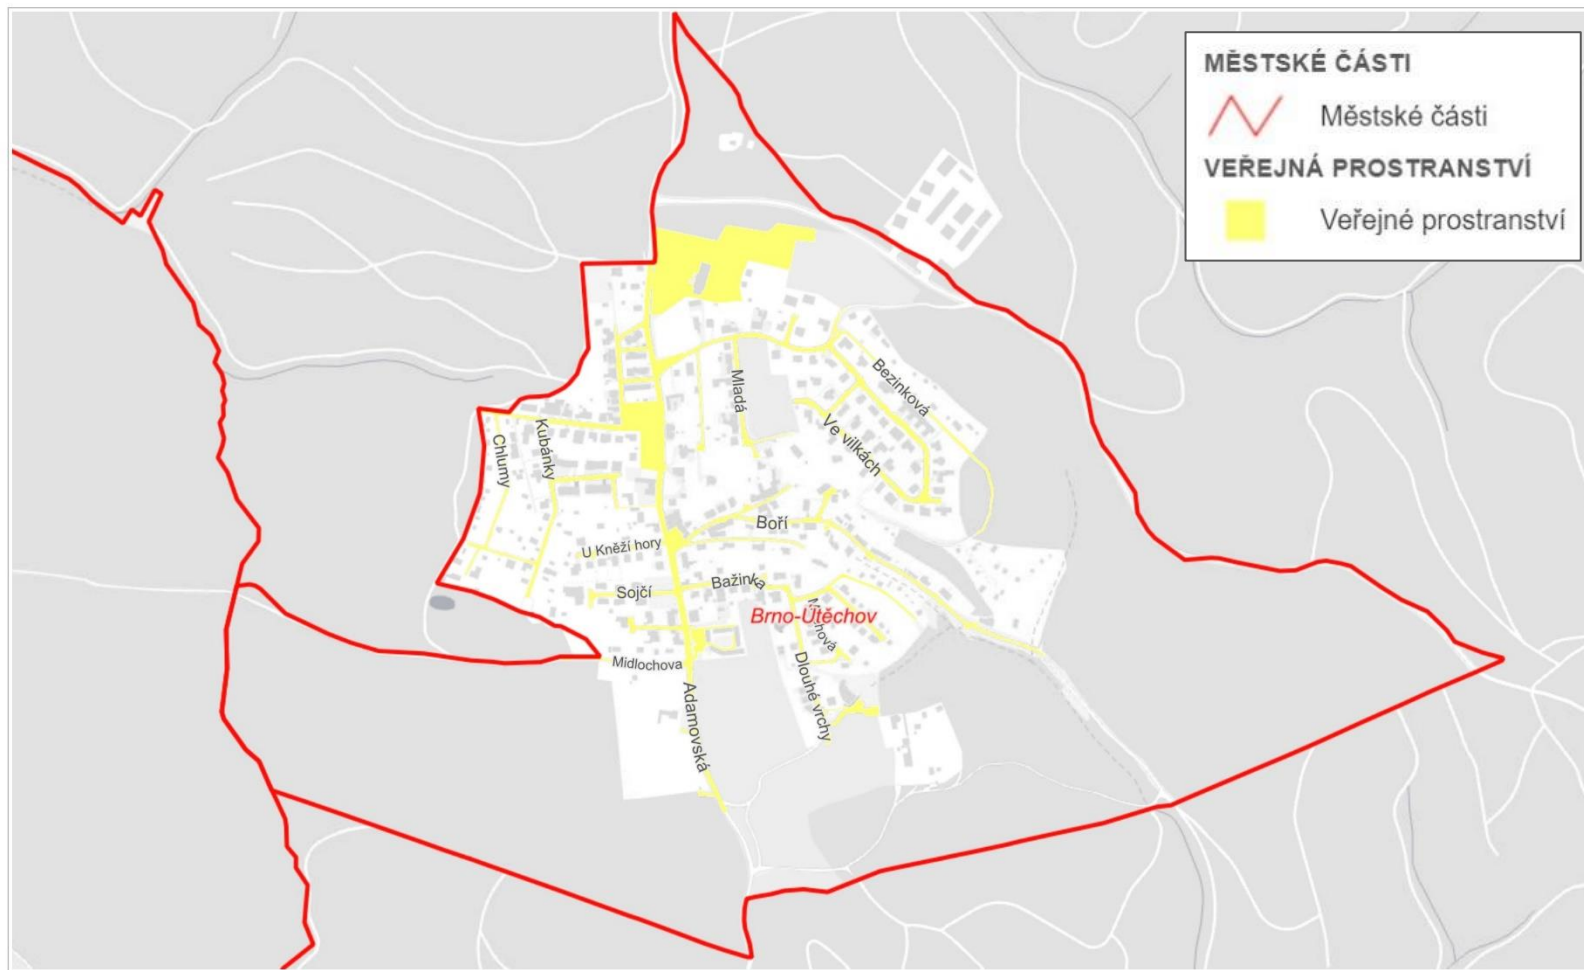 MĚSTSKÉ ČÁSTI
Městské části
VEŘEJNÁ PROSTRANSTVÍ
Veřejné prostranství
Bezinková
Mladá
Ve vilkách
Kubánky
Chlumy
Boří
U Kněží hory
Bažinka
Sojčí
Brno-Útěchov
Midlochova
Dlouhé vrchy
Adamovská